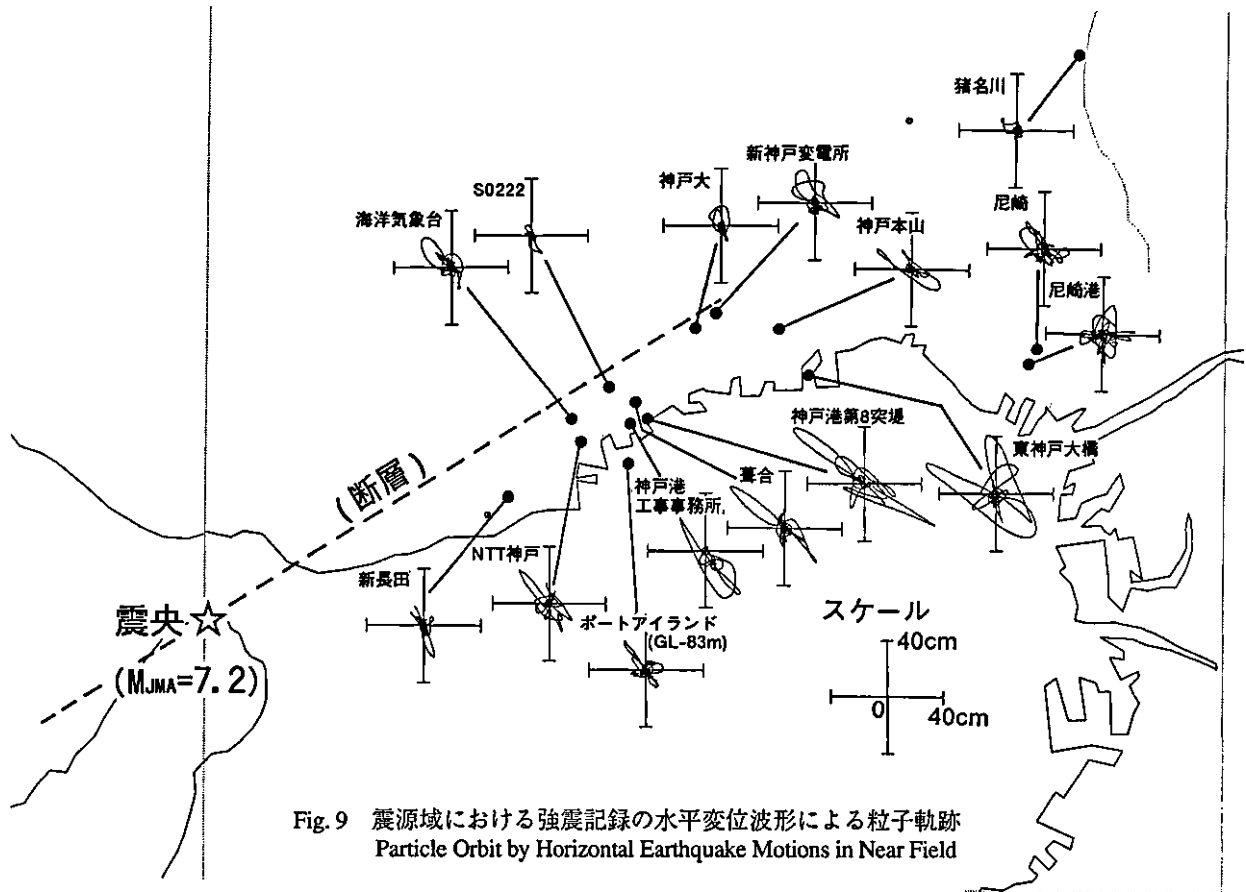 猪名川
新神戸変電所
神戸大
S0222
海洋気象台
尼崎
神戸本山
尼崎港
(断層)
神戸港第8突堤
東神戸大橋
葺合
神戸港
工事事務所
NTT神戸
新長田
ポートアイランド
(GL-83m)
震央
(MJMA=7.2)
スケール
40cm
0
40cm
Fig. 9 震源域における強震記録の水平変位波形による粒子軌跡
Particle Orbit by Horizontal Earthquake Motions in Near Field